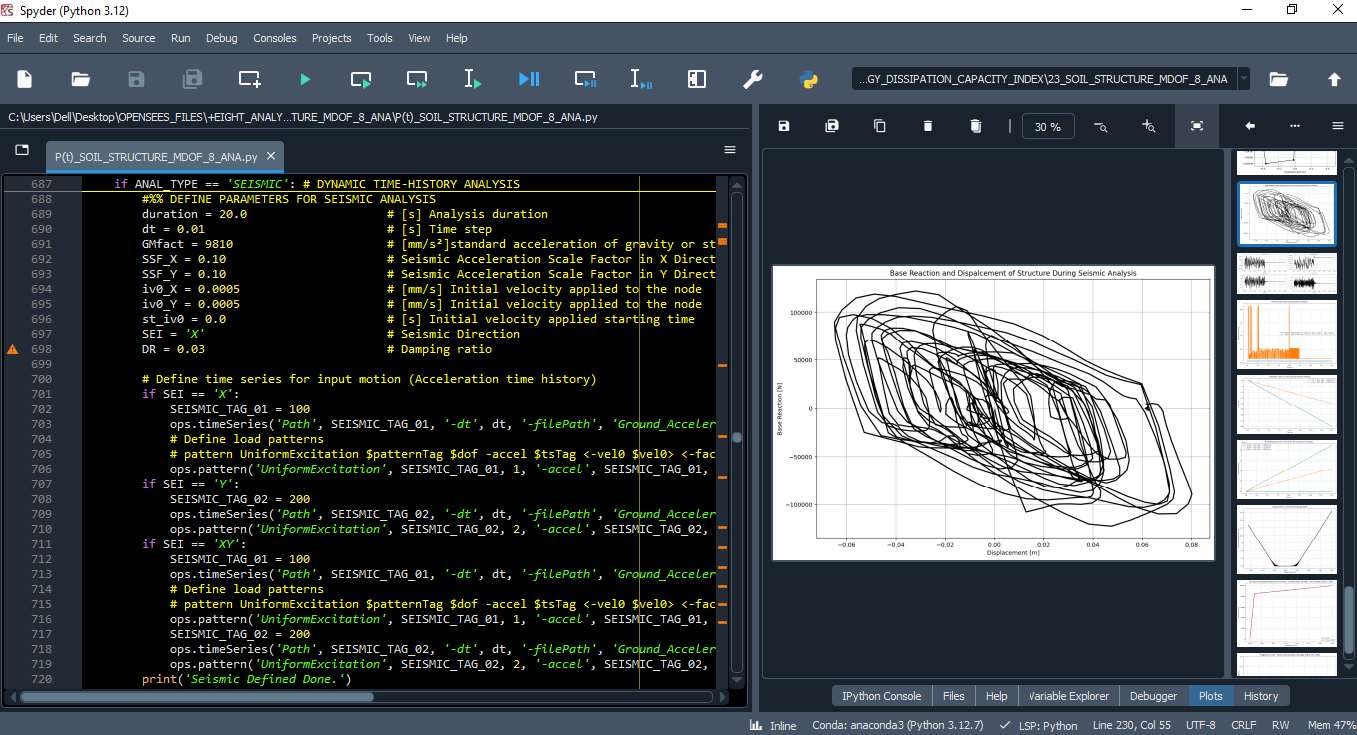 Spyder (Python 3.12)
File Edit Search Source Run Debug Consoles Projects Tools View Help
...GY_DISSIPATION_CAPACITY_INDEX\23_SOIL_STRUCTURE_MDOF_8_ANA
C:\Users\Dell\Desktop\OPENSEES_FILES\+EIGHT_ANALY...TURE_MDOF_8_ANA\P(t)_SOIL_STRUCTURE_MDOF_8_ANA.py
30 %
P(t)_SOIL_STRUCTURE_MDOF_8_ANA.py
687 if ANAL_TYPE == 'SEISMIC': # DYNAMIC TIME-HISTORY ANALYSIS
688 #%% DEFINE PARAMETERS FOR SEISMIC ANALYSIS
689 duration = 20.0 # [s] Analysis duration
690 dt = 0.01 # [s] Time step
691 GMfact = 9810 # [mm/s²]standard acceleration of gravity or st
692 SSF_X = 0.10 # Seismic Acceleration Scale Factor in X Direct
693 SSF_Y = 0.10 # Seismic Acceleration Scale Factor in Y Direct
694 iv0_X = 0.0005 # [mm/s] Initial velocity applied to the node
695 iv0_Y = 0.0005 # [mm/s] Initial velocity applied to the node
696 st_iv0 = 0.0 # [s] Initial velocity applied starting time
697 SEI = 'X' # Seismic Direction
698 DR = 0.03 # Damping ratio
699
700 # Define time series for input motion (Acceleration time history)
701 if SEI == 'X':
702 SEISMIC_TAG_01 = 100
703 ops.timeSeries('Path', SEISMIC_TAG_01, '-dt', dt, '-filePath', 'Ground_Acceler
704 # Define load patterns
705 # pattern UniformExcitation $patternTag $dof -accel $tsTag <-vel0 $vel0> <-fac
706 ops.pattern('UniformExcitation', SEISMIC_TAG_01, 1, '-accel', SEISMIC_TAG_01,
707 if SEI == 'Y':
708 SEISMIC_TAG_02 = 200
709 ops.timeSeries('Path', SEISMIC_TAG_02, '-dt', dt, '-filePath', 'Ground_Acceler
710 ops.pattern('UniformExcitation', SEISMIC_TAG_02, 2, '-accel', SEISMIC_TAG_02,
711 if SEI == 'XY':
712 SEISMIC_TAG_01 = 100
713 ops.timeSeries('Path', SEISMIC_TAG_01, '-dt', dt, '-filePath', 'Ground_Acceler
714 # Define load patterns
715 # pattern UniformExcitation $patternTag $dof -accel $tsTag <-vel0 $vel0> <-fac
716 ops.pattern('UniformExcitation', SEISMIC_TAG_01, 1, '-accel', SEISMIC_TAG_01,
717 SEISMIC_TAG_02 = 200
718 ops.timeSeries('Path', SEISMIC_TAG_02, '-dt', dt, '-filePath', 'Ground_Acceler
719 ops.pattern('UniformExcitation', SEISMIC_TAG_02, 2, '-accel', SEISMIC_TAG_02,
720 print('Seismic Defined Done.')
Base Reaction and Dispalcement of Structure During Seismic Analysis
Base Reaction [N]
100000
50000
0
−50000
−100000
−0.06 −0.04 −0.02 0.00 0.02 0.04 0.06 0.08
Displacement [m]
IPython Console Files Help Variable Explorer Debugger Plots History
Inline Conda: anaconda3 (Python 3.12.7) LSP: Python Line 230, Col 55 UTF-8 CRLF RW Mem 47%